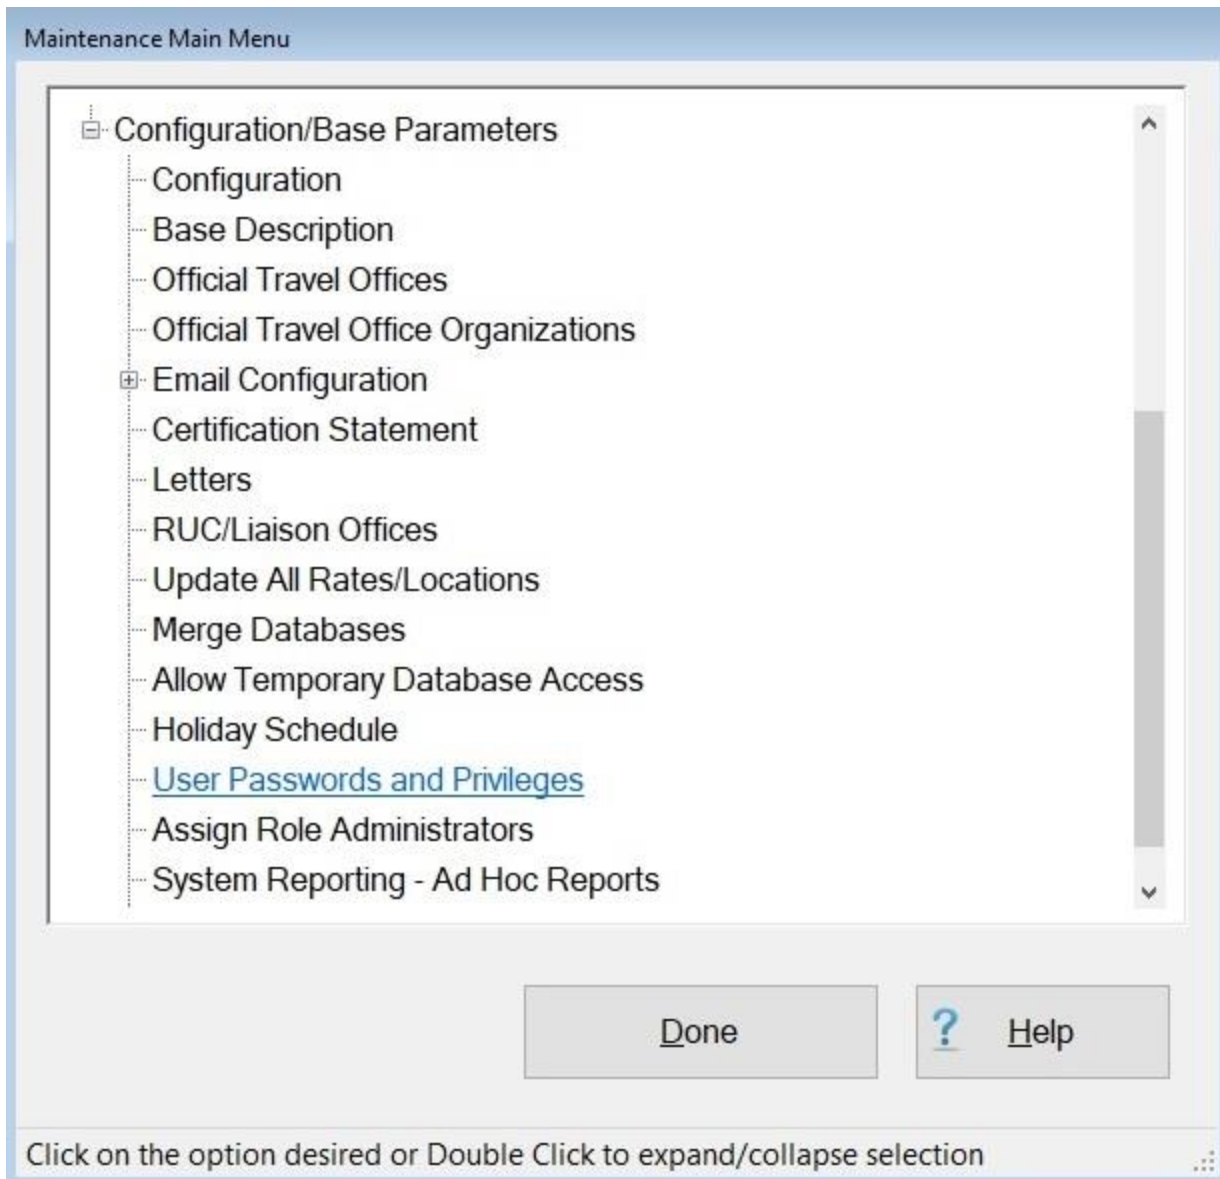 Maintenance Main Menu
Configuration/Base Parameters
Configuration
Base Description
Official Travel Offices
Official Travel Office Organizations
Email Configuration
Certification Statement
Letters
RUC/Liaison Offices
Update All Rates/Locations
Merge Databases
Allow Temporary Database Access
Holiday Schedule
User Passwords and Privileges
Assign Role Administrators
System Reporting - Ad Hoc Reports
Done
? Help
Click on the option desired or Double Click to expand/collapse selection